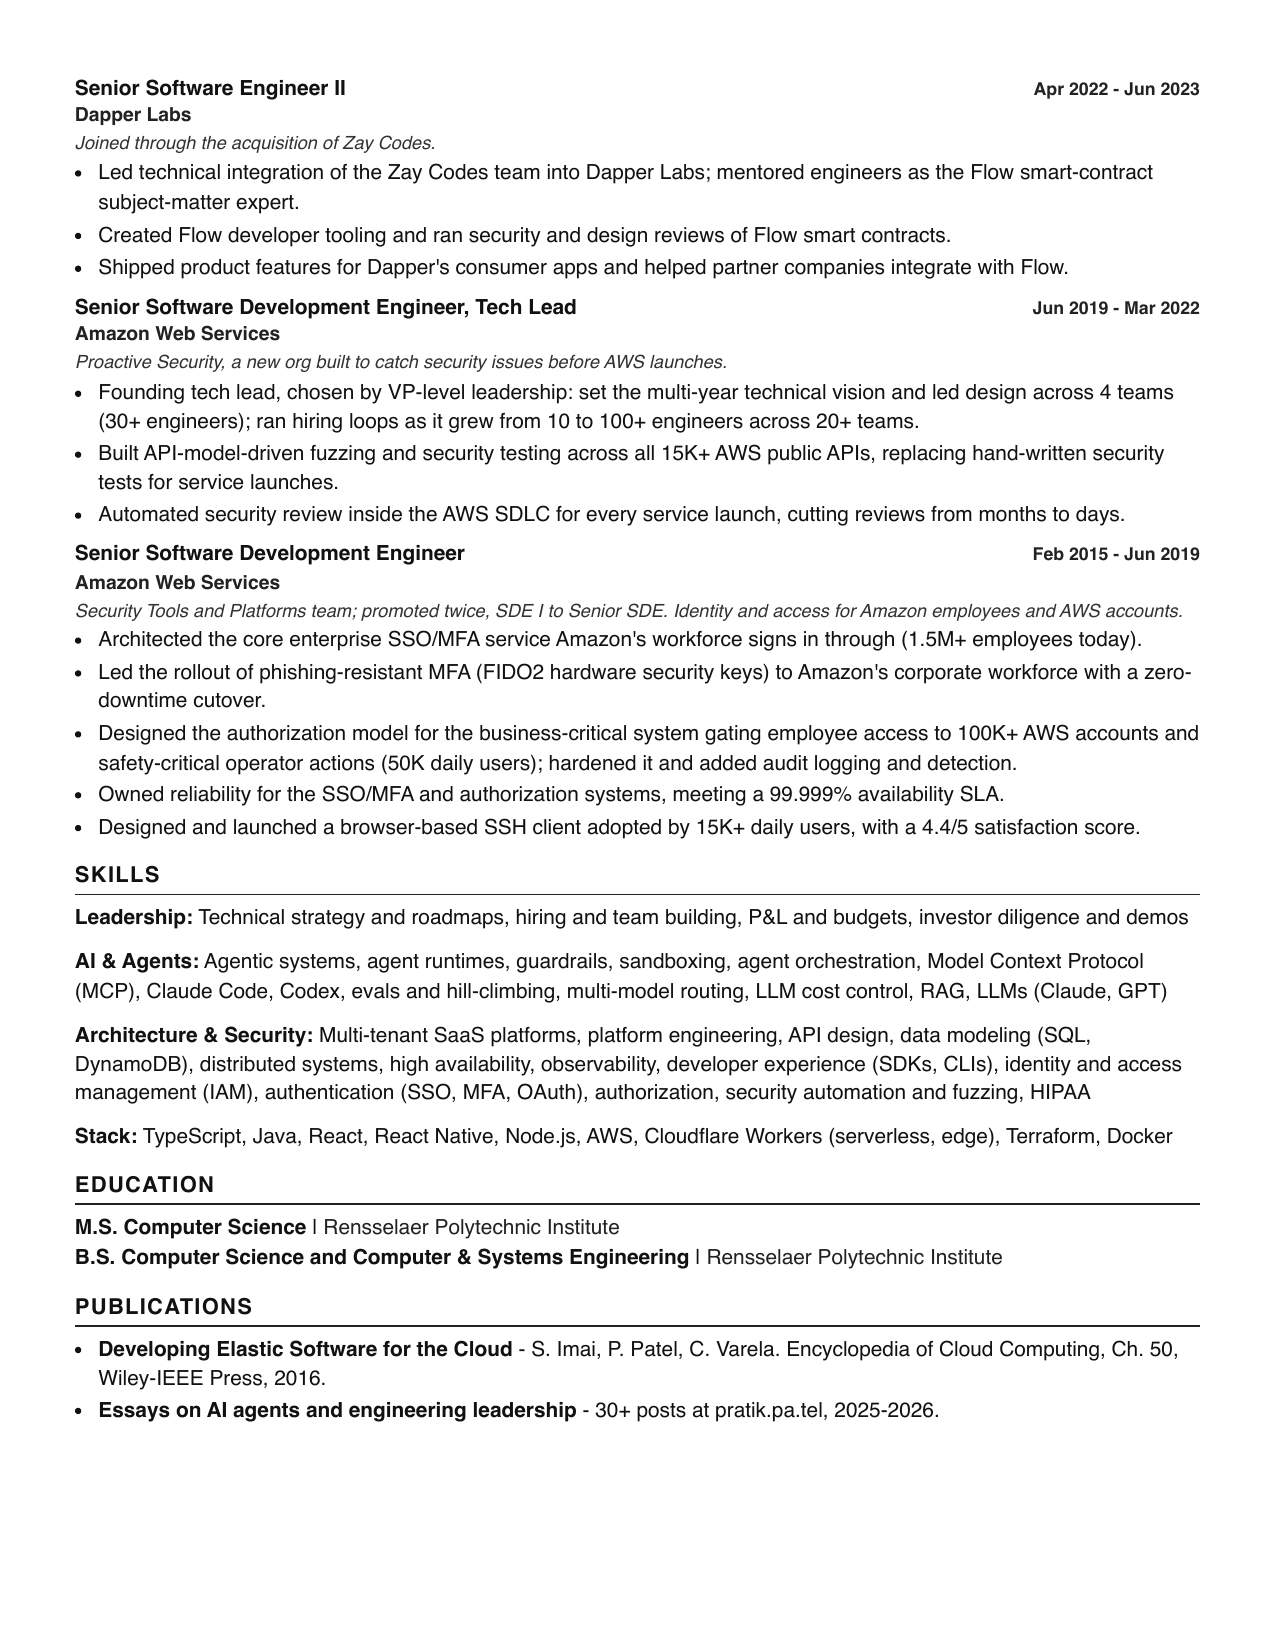 Senior Software Engineer II Apr 2022 - Jun 2023
Dapper Labs
Joined through the acquisition of Zay Codes.
• Led technical integration of the Zay Codes team into Dapper Labs; mentored engineers as the Flow smart-contract
subject-matter expert.
• Created Flow developer tooling and ran security and design reviews of Flow smart contracts.
• Shipped product features for Dapper's consumer apps and helped partner companies integrate with Flow.
Senior Software Development Engineer, Tech Lead Jun 2019 - Mar 2022
Amazon Web Services
Proactive Security, a new org built to catch security issues before AWS launches.
• Founding tech lead, chosen by VP-level leadership: set the multi-year technical vision and led design across 4 teams
(30+ engineers); ran hiring loops as it grew from 10 to 100+ engineers across 20+ teams.
• Built API-model-driven fuzzing and security testing across all 15K+ AWS public APIs, replacing hand-written security
tests for service launches.
• Automated security review inside the AWS SDLC for every service launch, cutting reviews from months to days.
Senior Software Development Engineer Feb 2015 - Jun 2019
Amazon Web Services
Security Tools and Platforms team; promoted twice, SDE I to Senior SDE. Identity and access for Amazon employees and AWS accounts.
• Architected the core enterprise SSO/MFA service Amazon's workforce signs in through (1.5M+ employees today).
• Led the rollout of phishing-resistant MFA (FIDO2 hardware security keys) to Amazon's corporate workforce with a zero-
downtime cutover.
• Designed the authorization model for the business-critical system gating employee access to 100K+ AWS accounts and
safety-critical operator actions (50K daily users); hardened it and added audit logging and detection.
• Owned reliability for the SSO/MFA and authorization systems, meeting a 99.999% availability SLA.
• Designed and launched a browser-based SSH client adopted by 15K+ daily users, with a 4.4/5 satisfaction score.
SKILLS
Leadership: Technical strategy and roadmaps, hiring and team building, P&L and budgets, investor diligence and demos
AI & Agents: Agentic systems, agent runtimes, guardrails, sandboxing, agent orchestration, Model Context Protocol
(MCP), Claude Code, Codex, evals and hill-climbing, multi-model routing, LLM cost control, RAG, LLMs (Claude, GPT)
Architecture & Security: Multi-tenant SaaS platforms, platform engineering, API design, data modeling (SQL,
DynamoDB), distributed systems, high availability, observability, developer experience (SDKs, CLIs), identity and access
management (IAM), authentication (SSO, MFA, OAuth), authorization, security automation and fuzzing, HIPAA
Stack: TypeScript, Java, React, React Native, Node.js, AWS, Cloudflare Workers (serverless, edge), Terraform, Docker
EDUCATION
M.S. Computer Science | Rensselaer Polytechnic Institute
B.S. Computer Science and Computer & Systems Engineering | Rensselaer Polytechnic Institute
PUBLICATIONS
• Developing Elastic Software for the Cloud - S. Imai, P. Patel, C. Varela. Encyclopedia of Cloud Computing, Ch. 50,
Wiley-IEEE Press, 2016.
• Essays on AI agents and engineering leadership - 30+ posts at pratik.pa.tel, 2025-2026.